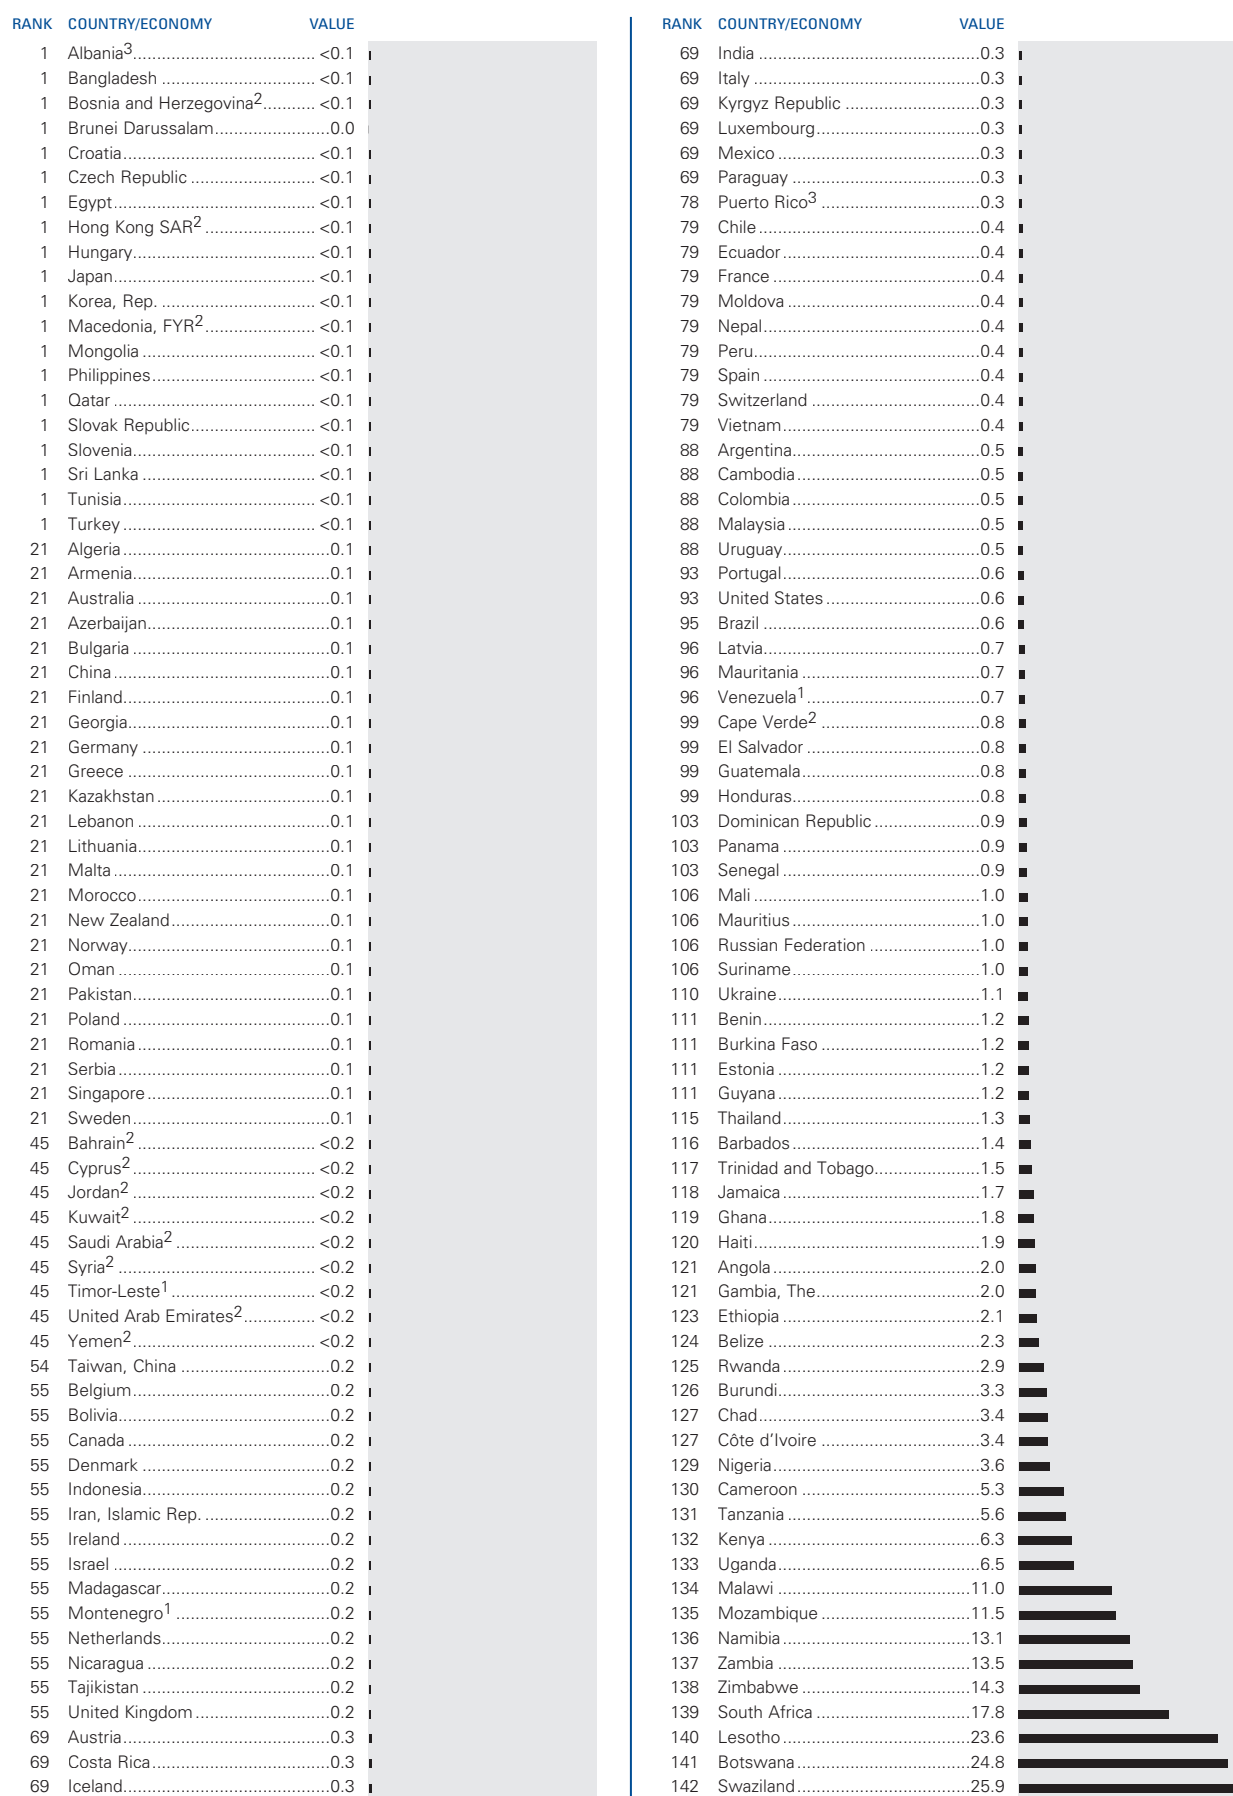 RANK COUNTRY/ECONOMY VALUE
1 Albania3 <0.1
1 Bangladesh <0.1
1 Bosnia and Herzegovina2 <0.1
1 Brunei Darussalam 0.0
1 Croatia <0.1
1 Czech Republic <0.1
1 Egypt <0.1
1 Hong Kong SAR2 <0.1
1 Hungary <0.1
1 Japan <0.1
1 Korea, Rep. <0.1
1 Macedonia, FYR2 <0.1
1 Mongolia <0.1
1 Philippines <0.1
1 Qatar <0.1
1 Slovak Republic <0.1
1 Slovenia <0.1
1 Sri Lanka <0.1
1 Tunisia <0.1
1 Turkey <0.1
21 Algeria 0.1
21 Armenia 0.1
21 Australia 0.1
21 Azerbaijan 0.1
21 Bulgaria 0.1
21 China 0.1
21 Finland 0.1
21 Georgia 0.1
21 Germany 0.1
21 Greece 0.1
21 Kazakhstan 0.1
21 Lebanon 0.1
21 Lithuania 0.1
21 Malta 0.1
21 Morocco 0.1
21 New Zealand 0.1
21 Norway 0.1
21 Oman 0.1
21 Pakistan 0.1
21 Poland 0.1
21 Romania 0.1
21 Serbia 0.1
21 Singapore 0.1
21 Sweden 0.1
45 Bahrain2 <0.2
45 Cyprus2 <0.2
45 Jordan2 <0.2
45 Kuwait2 <0.2
45 Saudi Arabia2 <0.2
45 Syria2 <0.2
45 Timor-Leste1 <0.2
45 United Arab Emirates2 <0.2
45 Yemen2 <0.2
54 Taiwan, China 0.2
55 Belgium 0.2
55 Bolivia 0.2
55 Canada 0.2
55 Denmark 0.2
55 Indonesia 0.2
55 Iran, Islamic Rep. 0.2
55 Ireland 0.2
55 Israel 0.2
55 Madagascar 0.2
55 Montenegro1 0.2
55 Netherlands 0.2
55 Nicaragua 0.2
55 Tajikistan 0.2
55 United Kingdom 0.2
69 Austria 0.3
69 Costa Rica 0.3
69 Iceland 0.3
RANK COUNTRY/ECONOMY VALUE
69 India 0.3
69 Italy 0.3
69 Kyrgyz Republic 0.3
69 Luxembourg 0.3
69 Mexico 0.3
69 Paraguay 0.3
78 Puerto Rico3 0.3
79 Chile 0.4
79 Ecuador 0.4
79 France 0.4
79 Moldova 0.4
79 Nepal 0.4
79 Peru 0.4
79 Spain 0.4
79 Switzerland 0.4
79 Vietnam 0.4
88 Argentina 0.5
88 Cambodia 0.5
88 Colombia 0.5
88 Malaysia 0.5
88 Uruguay 0.5
93 Portugal 0.6
93 United States 0.6
95 Brazil 0.6
96 Latvia 0.7
96 Mauritania 0.7
96 Venezuela1 0.7
99 Cape Verde2 0.8
99 El Salvador 0.8
99 Guatemala 0.8
99 Honduras 0.8
103 Dominican Republic 0.9
103 Panama 0.9
103 Senegal 0.9
106 Mali 1.0
106 Mauritius 1.0
106 Russian Federation 1.0
106 Suriname 1.0
110 Ukraine 1.1
111 Benin 1.2
111 Burkina Faso 1.2
111 Estonia 1.2
111 Guyana 1.2
115 Thailand 1.3
116 Barbados 1.4
117 Trinidad and Tobago 1.5
118 Jamaica 1.7
119 Ghana 1.8
120 Haiti 1.9
121 Angola 2.0
121 Gambia, The 2.0
123 Ethiopia 2.1
124 Belize 2.3
125 Rwanda 2.9
126 Burundi 3.3
127 Chad 3.4
127 Côte d'Ivoire 3.4
129 Nigeria 3.6
130 Cameroon 5.3
131 Tanzania 5.6
132 Kenya 6.3
133 Uganda 6.5
134 Malawi 11.0
135 Mozambique 11.5
136 Namibia 13.1
137 Zambia 13.5
138 Zimbabwe 14.3
139 South Africa 17.8
140 Lesotho 23.6
141 Botswana 24.8
142 Swaziland 25.9